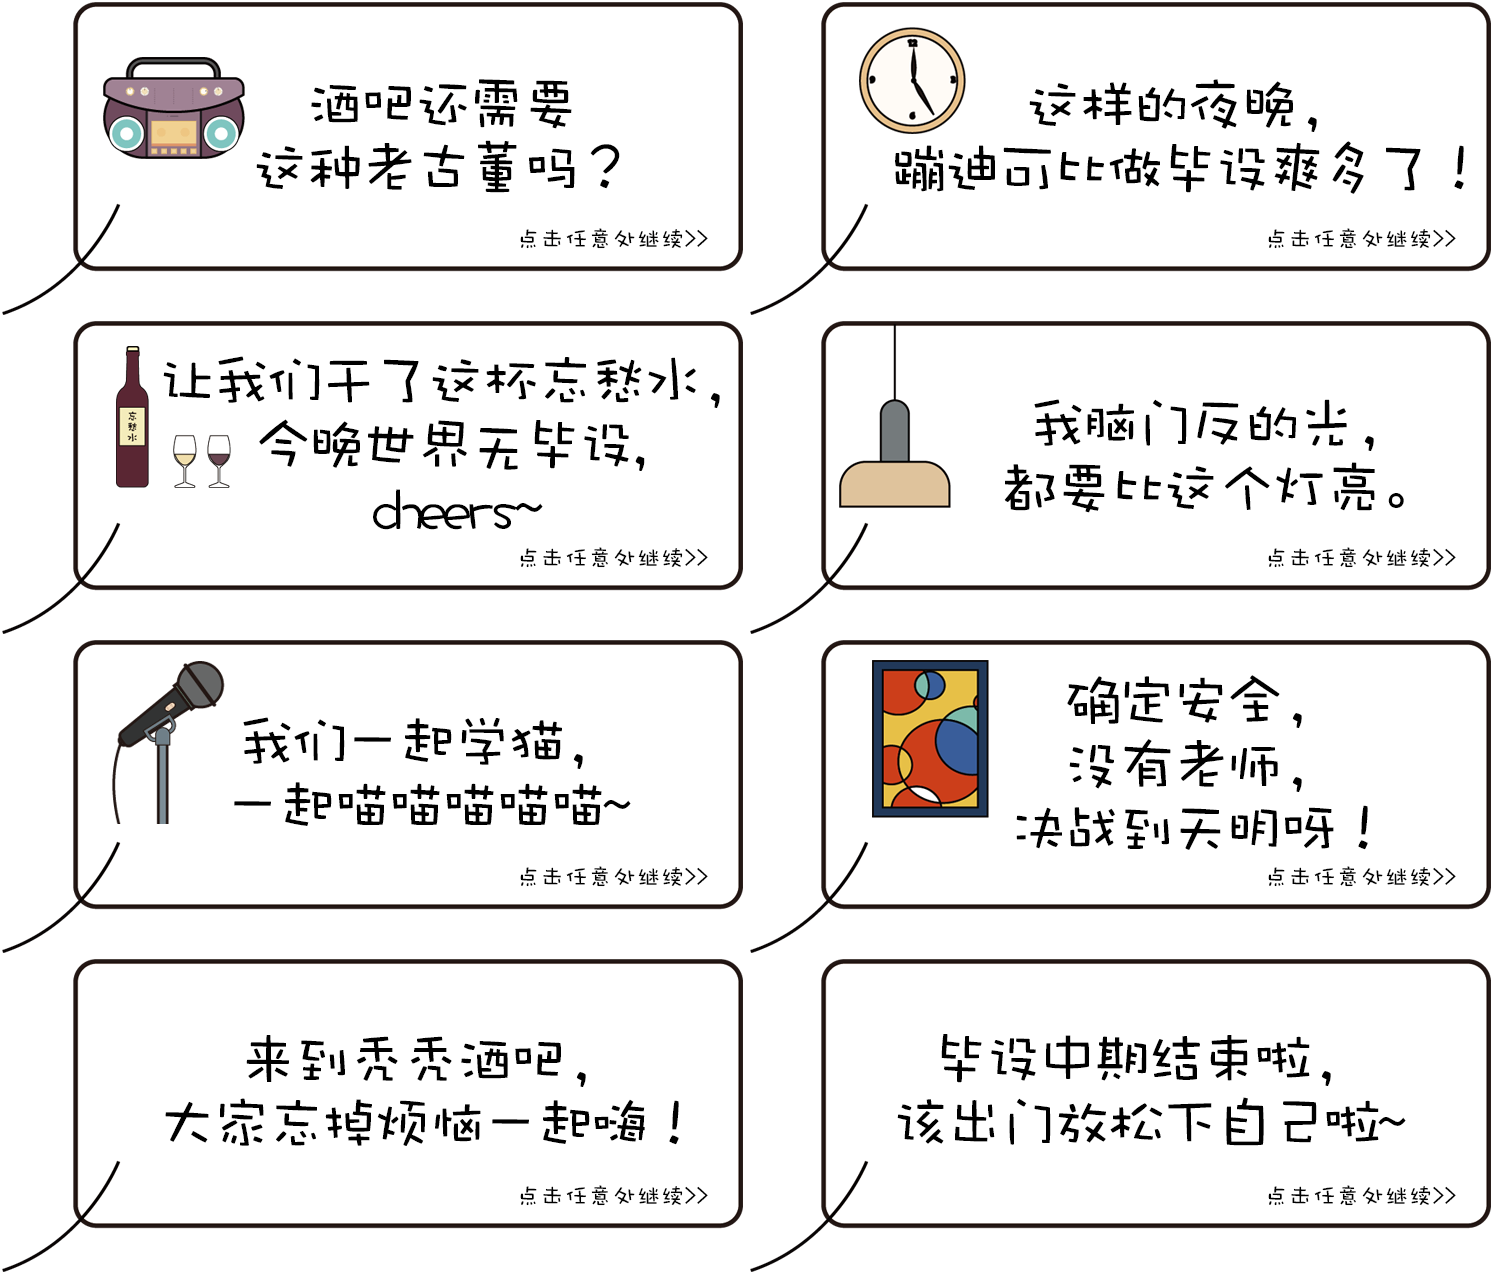 酒吧还需要
这种老古董吗？
点击任意处继续>>
12
3
6
9
这样的夜晚，
蹦迪可比做毕设爽多了！
点击任意处继续>>
忘
愁
水
让我们干了这杯忘愁水，
今晚世界无毕设，
cheers~
点击任意处继续>>
我脑门反的光，
都要比这个灯亮。
点击任意处继续>>
我们一起学猫，
一起喵喵喵喵喵~
点击任意处继续>>
确定安全，
没有老师，
决战到天明呀！
点击任意处继续>>
来到秃秃酒吧，
大家忘掉烦恼一起嗨！
点击任意处继续>>
毕设中期结束啦，
该出门放松下自己啦~
点击任意处继续>>